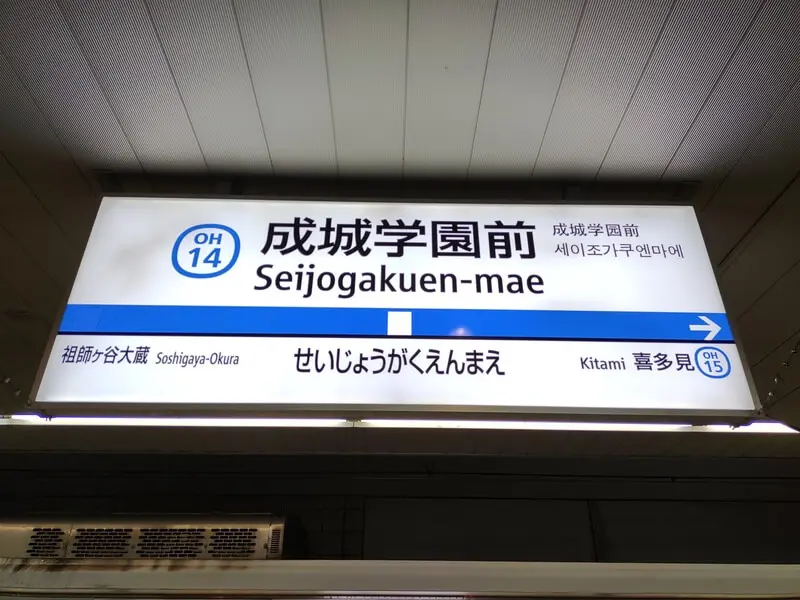 OH
14
成城学園前
Seijogakuen-mae
成城学园前
세이조가쿠엔마에
祖師ヶ谷大蔵 Soshigaya-Okura
せいじょうがくえんまえ
Kitami 喜多見
OH
15